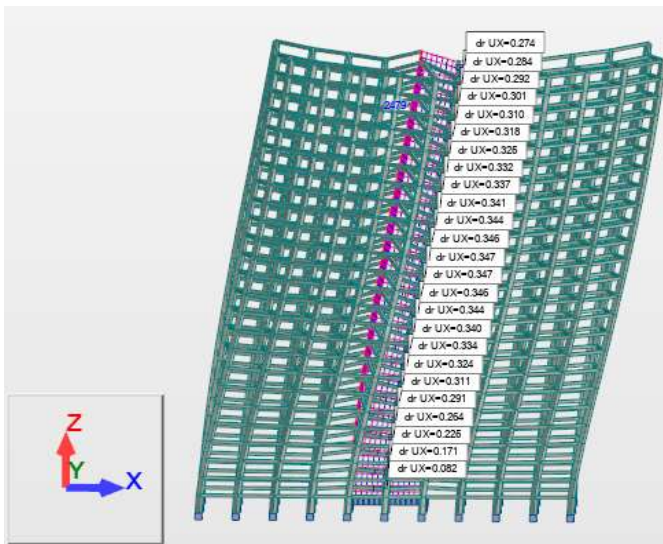 dr UX=0.274
dr UX=0.284
dr UX=0.292
dr UX=0.301
dr UX=0.310
dr UX=0.318
2479
dr UX=0.325
dr UX=0.332
dr UX=0.337
dr UX=0.341
dr UX=0.344
dr UX=0.346
dr UX=0.347
dr UX=0.347
dr UX=0.346
dr UX=0.344
dr UX=0.340
dr UX=0.334
dr UX=0.324
dr UX=0.311
dr UX=0.291
dr UX=0.264
dr UX=0.225
dr UX=0.171
dr UX=0.082
Z
Y
X